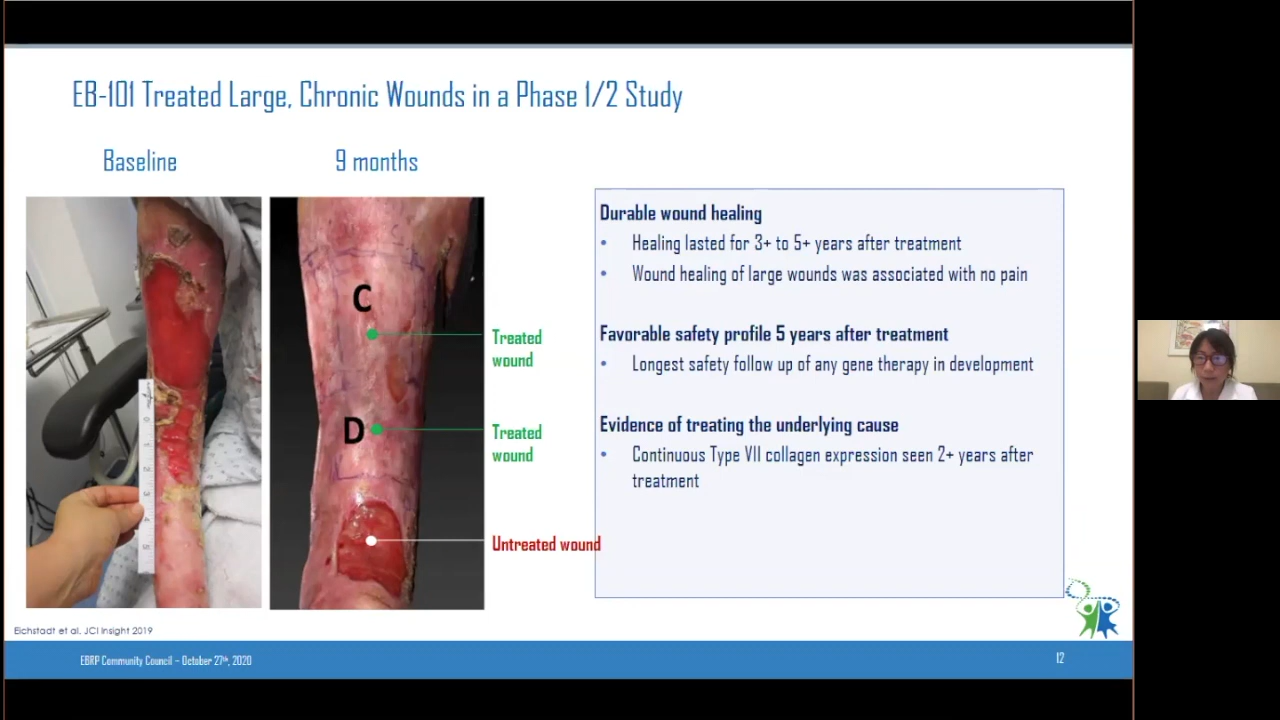 EB-101 Treated Large, Chronic Wounds in a Phase 1/2 Study
Baseline
9 months
C
D
Treated
wound
Treated
wound
Untreated wound
Durable wound healing
• Healing lasted for 3+ to 5+ years after treatment
• Wound healing of large wounds was associated with no pain
Favorable safety profile 5 years after treatment
• Longest safety follow up of any gene therapy in development
Evidence of treating the underlying cause
• Continuous Type VII collagen expression seen 2+ years after
treatment
Eichstadt et al. JCI Insight 2019
EBRP Community Council – October 27th, 2020
12